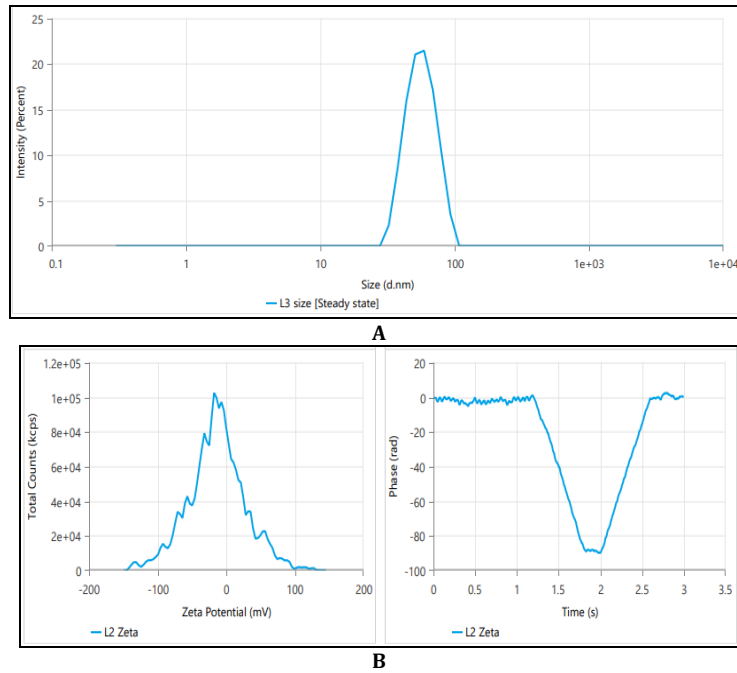 25
20
15
10
5
0
Intensity (Percent)
0.1 1 10 100 1e+03 1e+04
Size (d.nm)
L3 size [Steady state]
A
1.2e+05
1e+05
8e+04
6e+04
4e+04
2e+04
0
Total Counts (kcps)
-200 -100 0 100 200
Zeta Potential (mV)
L2 Zeta
20
0
-20
-40
-60
-80
-100
Phase (rad)
0 0.5 1 1.5 2 2.5 3 3.5
Time (s)
L2 Zeta
B